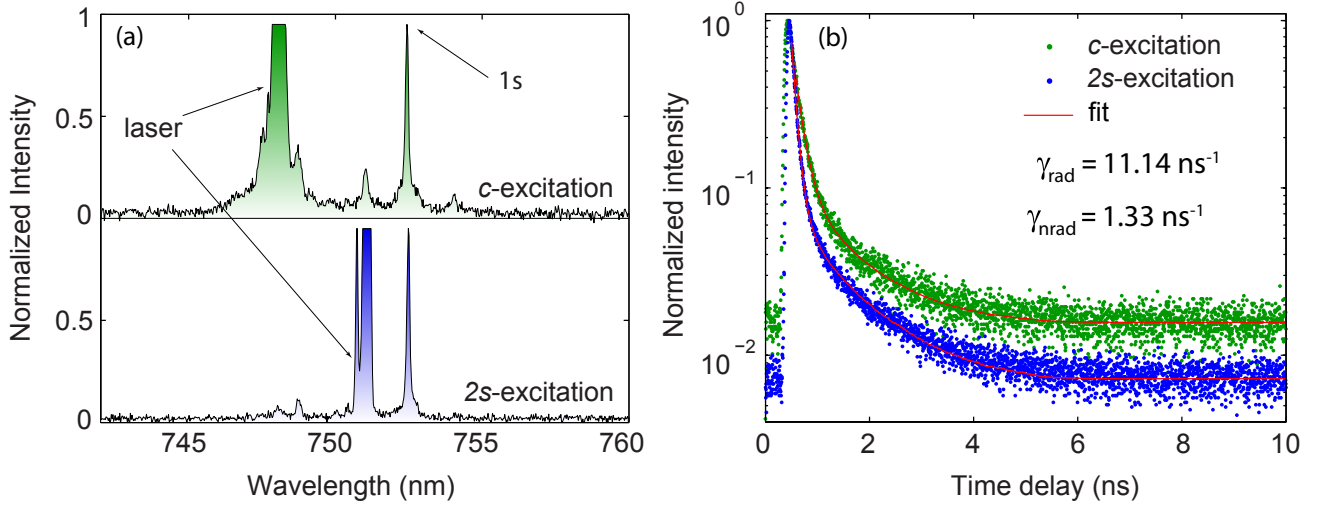 (a)
Normalized Intensity
1
0.5
0
0.5
0
laser
1s
c-excitation
2s-excitation
745
750
755
760
Wavelength (nm)
(b)
Normalized intensity
10⁰
10⁻¹
10⁻²
c-excitation
2s-excitation
fit
γrad = 11.14 ns⁻¹
γnrad = 1.33 ns⁻¹
0
2
4
6
8
10
Time delay (ns)